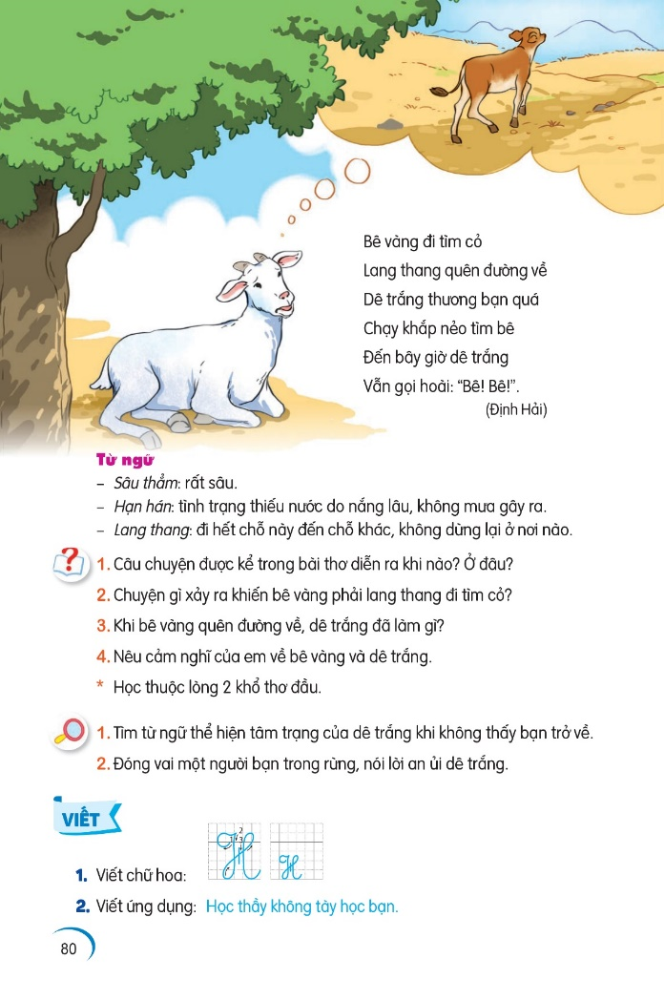 Bê vàng đi tìm cỏ
Lang thang quên đường về
Dê trắng thương bạn quá
Chạy khắp nẻo tìm bê
Đến bây giờ dê trắng
Vẫn gọi hoài: “Bê! Bê!”.
(Định Hải)
Từ ngữ
– Sâu thẳm: rất sâu.
– Hạn hán: tình trạng thiếu nước do nắng lâu, không mưa gây ra.
– Lang thang: đi hết chỗ này đến chỗ khác, không dừng lại ở nơi nào.
?
1. Câu chuyện được kể trong bài thơ diễn ra khi nào? Ở đâu?
2. Chuyện gì xảy ra khiến bê vàng phải lang thang đi tìm cỏ?
3. Khi bê vàng quên đường về, dê trắng đã làm gì?
4. Nêu cảm nghĩ của em về bê vàng và dê trắng.
* Học thuộc lòng 2 khổ thơ đầu.
1. Tìm từ ngữ thể hiện tâm trạng của dê trắng khi không thấy bạn trở về.
2. Đóng vai một người bạn trong rừng, nói lời an ủi dê trắng.
VIẾT
1. Viết chữ hoa: H H
2. Viết ứng dụng: Học thầy không tày học bạn.
80